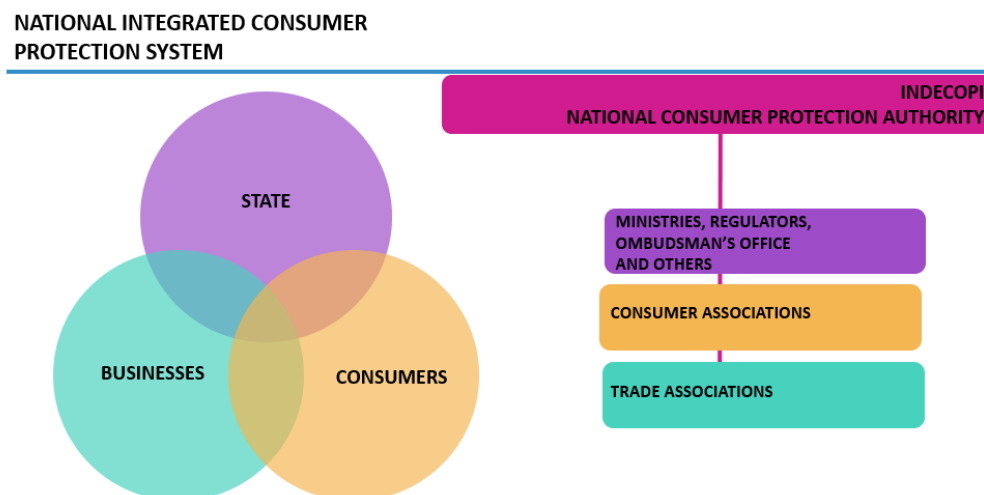 NATIONAL INTEGRATED CONSUMER
PROTECTION SYSTEM
INDECOPI
NATIONAL CONSUMER PROTECTION AUTHORITY
STATE
BUSINESSES
CONSUMERS
MINISTRIES, REGULATORS,
OMBUDSMAN'S OFFICE
AND OTHERS
CONSUMER ASSOCIATIONS
TRADE ASSOCIATIONS